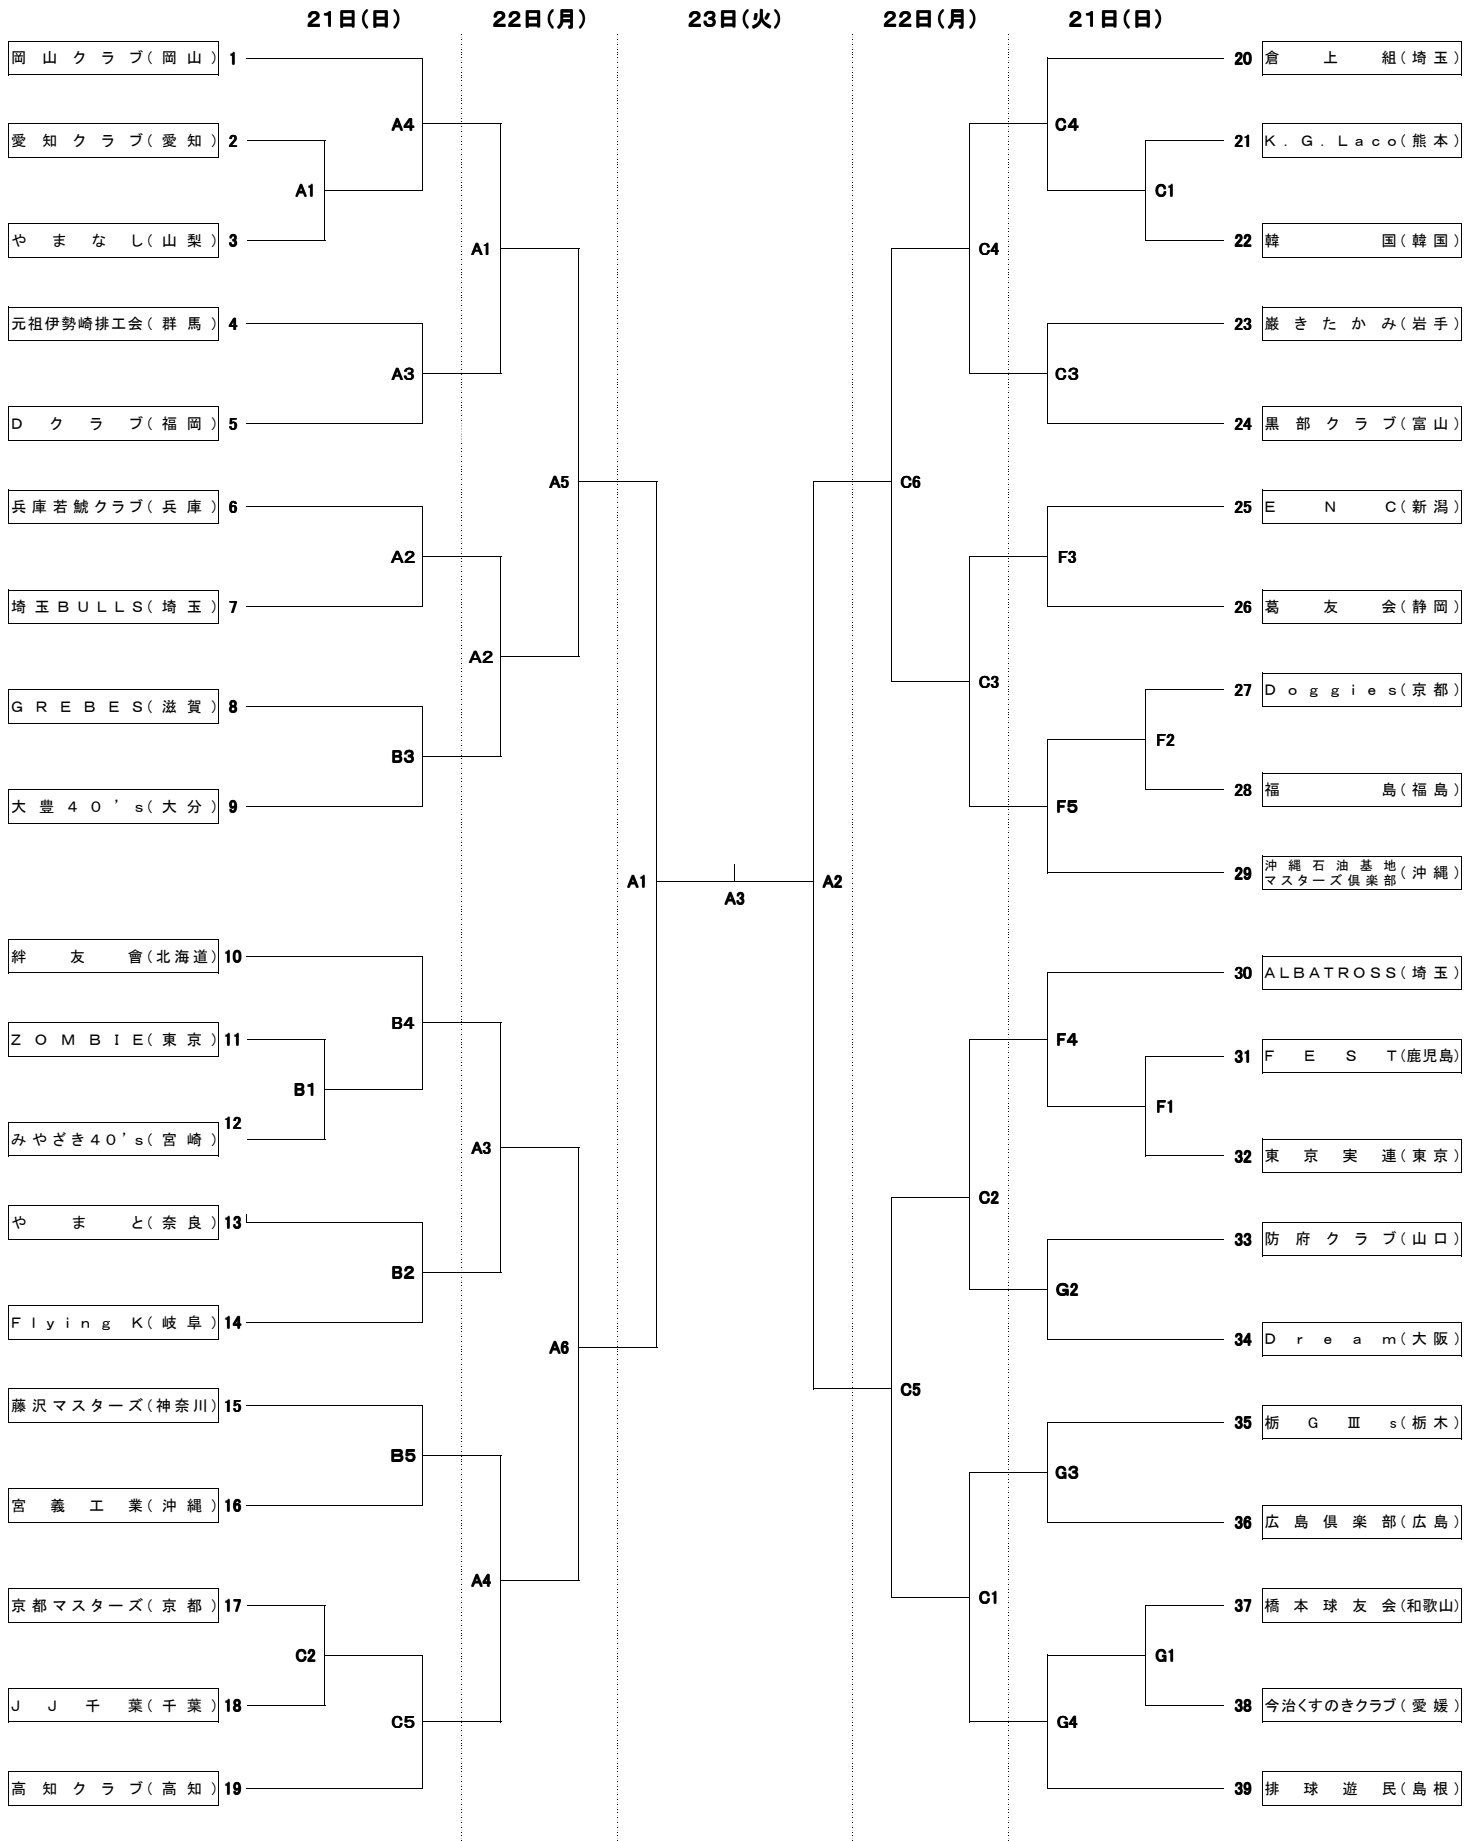 21日(日) 22日(月) 23日(火) 22日(月) 21日(日)
岡山クラブ(岡山) 1
愛知クラブ(愛知) 2
やまなし(山梨) 3
元祖伊勢崎排工会(群馬) 4
Dクラブ(福岡) 5
兵庫若鯱クラブ(兵庫) 6
埼玉BULLS(埼玉) 7
GREBES(滋賀) 8
大豊40's(大分) 9
絆友會(北海道) 10
ZOMBIE(東京) 11
みやざき40's(宮崎) 12
やまと(奈良) 13
Flying K(岐阜) 14
藤沢マスターズ(神奈川) 15
宮義工業(沖縄) 16
京都マスターズ(京都) 17
JJ千葉(千葉) 18
高知クラブ(高知) 19
A1
B1
C2
A4
A3
A2
B3
B4
B2
B5
C5
A1
A2
A3
A4
A5
A6
A1
A3
A2
C6
C5
C4
C3
C2
C1
C4
C3
F3
F5
F4
G2
G3
G4
C1
F2
F1
G1
20 倉上組(埼玉)
21 K.G.Laco(熊本)
22 韓国(韓国)
23 巌きたかみ(岩手)
24 黒部クラブ(富山)
25 ENC(新潟)
26 葛友会(静岡)
27 Doggies(京都)
28 福島(福島)
29 沖縄石油基地
マスターズ倶楽部(沖縄)
30 ALBATROSS(埼玉)
31 FEST(鹿児島)
32 東京実連(東京)
33 防府クラブ(山口)
34 Dream(大阪)
35 栃GⅢs(栃木)
36 広島倶楽部(広島)
37 橋本球友会(和歌山)
38 今治くすのきクラブ(愛媛)
39 排球遊民(島根)